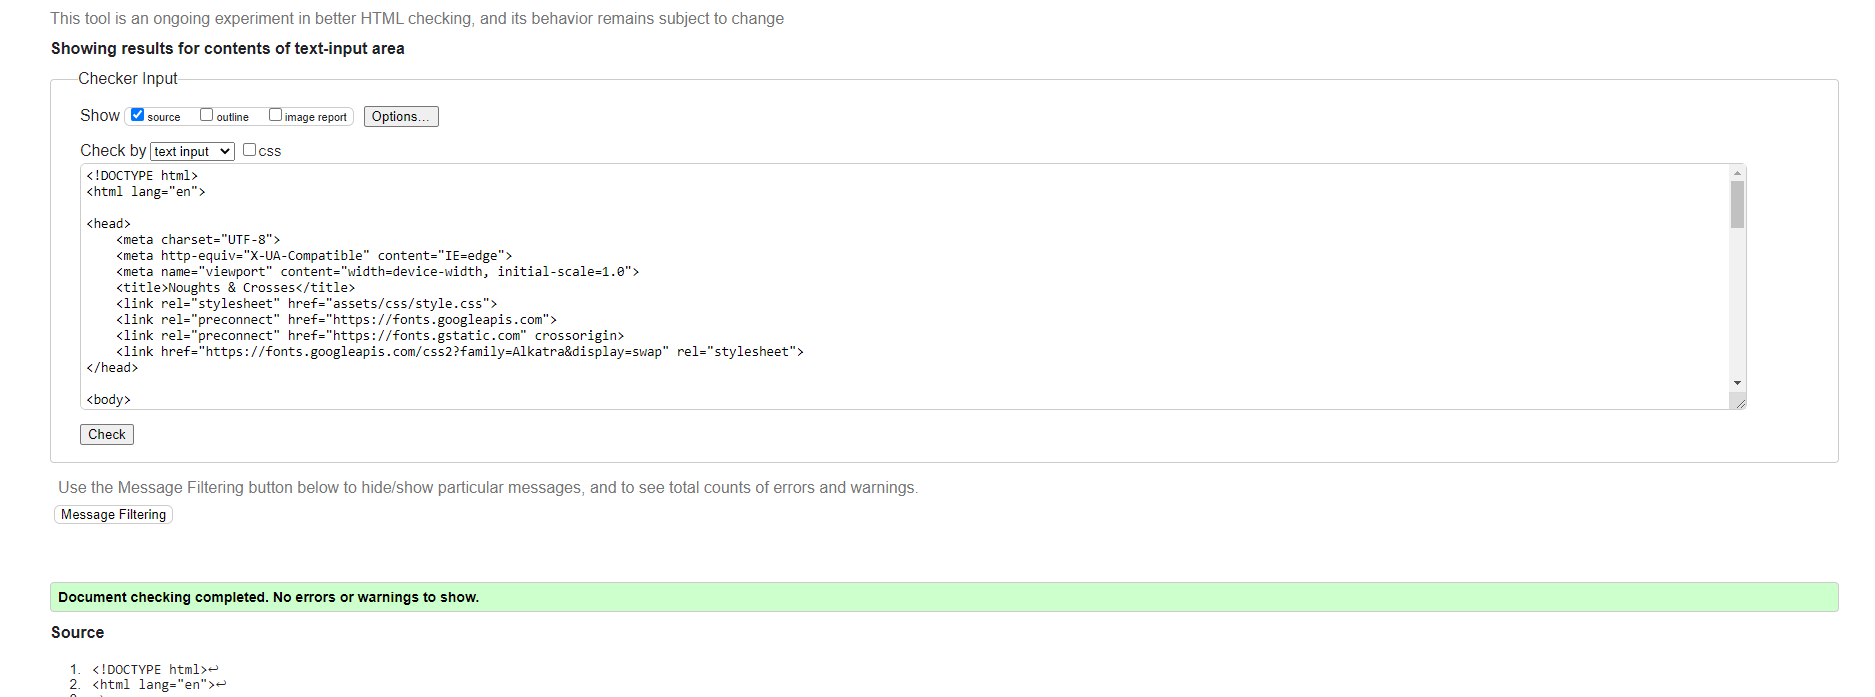 This tool is an ongoing experiment in better HTML checking, and its behavior remains subject to change
Showing results for contents of text-input area
Checker Input
Show source outline image report Options...
Check by text input css
<!DOCTYPE html>
<html lang="en">
<head>
<meta charset="UTF-8">
<meta http-equiv="X-UA-Compatible" content="IE=edge">
<meta name="viewport" content="width=device-width, initial-scale=1.0">
<title>Noughts & Crosses</title>
<link rel="stylesheet" href="assets/css/style.css">
<link rel="preconnect" href="https://fonts.googleapis.com">
<link rel="preconnect" href="https://fonts.gstatic.com" crossorigin>
<link href="https://fonts.googleapis.com/css2?family=Alkatra&display=swap" rel="stylesheet">
</head>
<body>
Check
Use the Message Filtering button below to hide/show particular messages, and to see total counts of errors and warnings.
Message Filtering
Document checking completed. No errors or warnings to show.
Source
1. <!DOCTYPE html>↩
2. <html lang="en">↩